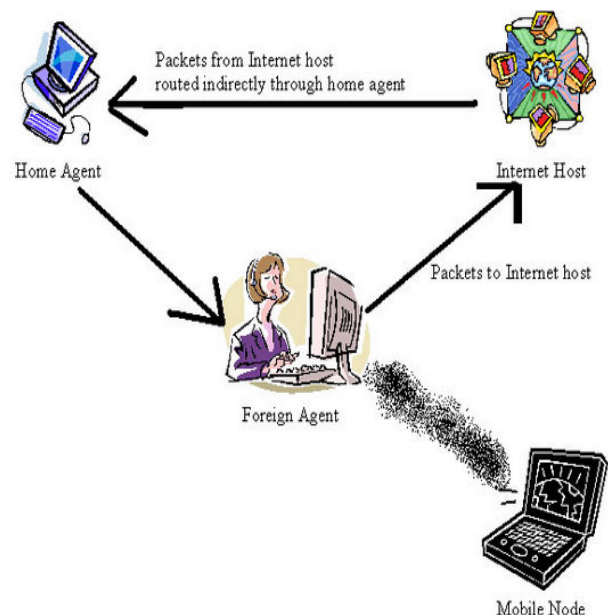 Packets from Internet host
routed indirectly through home agent
Home Agent
Internet Host
Packets to Internet host
Foreign Agent
Mobile Node